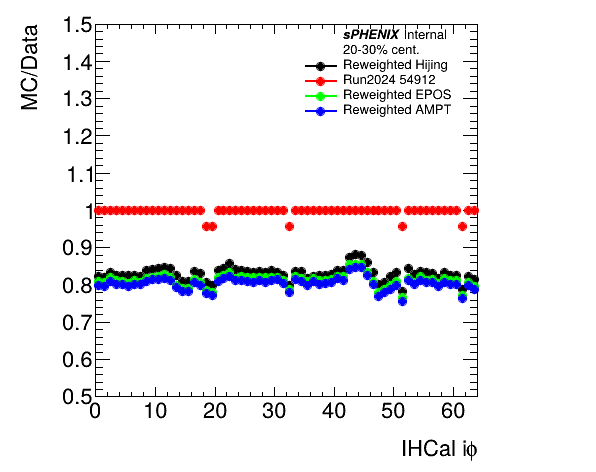 MC/Data
1.5
1.4
1.3
1.2
1.1
1
0.9
0.8
0.7
0.6
0.5
sPHENIX Internal
20-30% cent.
Reweighted Hijing
Run2024 54912
Reweighted EPOS
Reweighted AMPT
0 10 20 30 40 50 60
IHCal iϕ